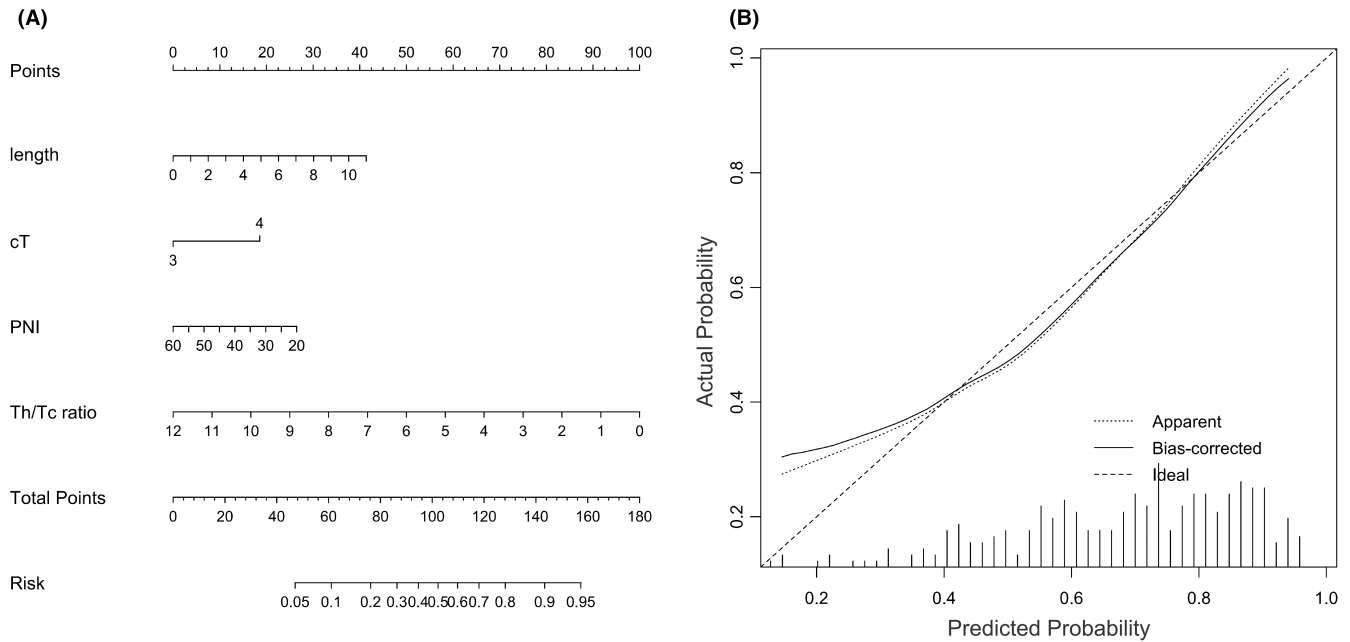 (A)
Points
0 10 20 30 40 50 60 70 80 90 100
length
0 2 4 6 8 10
cT
4
3
PNI
60 50 40 30 20
Th/Tc ratio
12 11 10 9 8 7 6 5 4 3 2 1 0
Total Points
0 20 40 60 80 100 120 140 160 180
Risk
0.05 0.1 0.2 0.30.40.50.60.7 0.8 0.9 0.95
(B)
Actual Probability
1.0
0.8
0.6
0.4
0.2
Apparent
Bias-corrected
Ideal
0.2 0.4 0.6 0.8 1.0
Predicted Probability